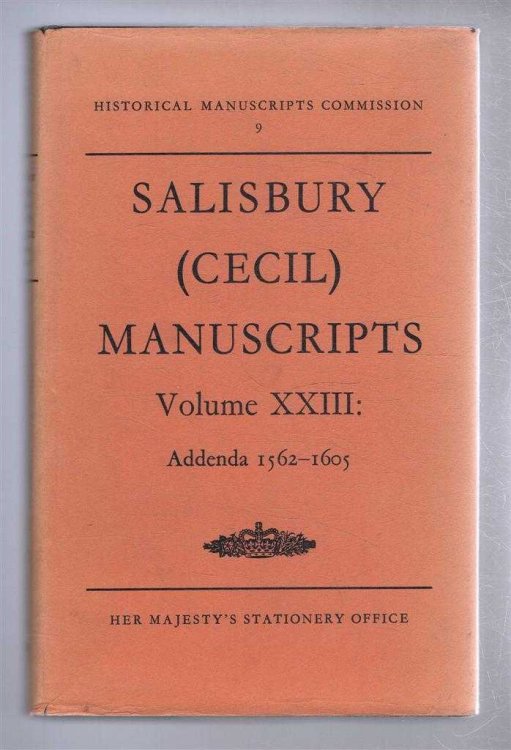 HISTORICAL MANUSCRIPTS COMMISSION
9
SALISBURY
(CECIL)
MANUSCRIPTS
Volume XXIII:
Addenda 1562–1605
HER MAJESTY'S STATIONERY OFFICE